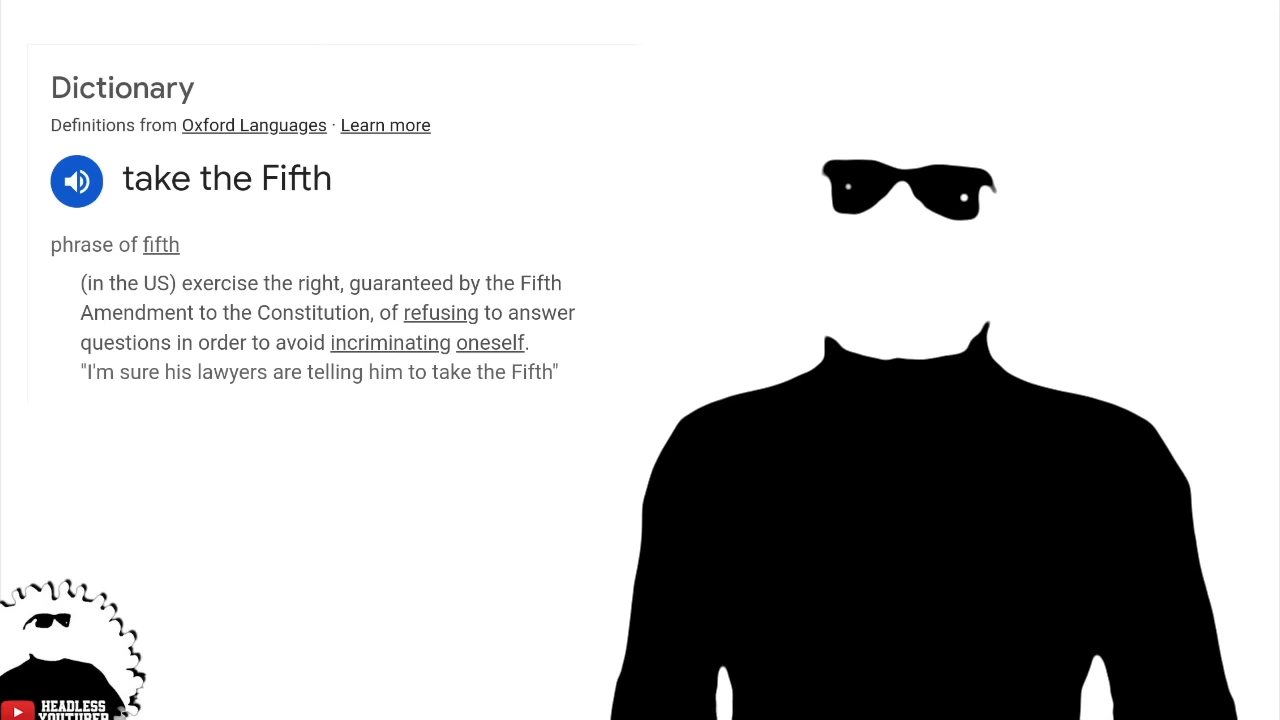 Dictionary
Definitions from Oxford Languages · Learn more
take the Fifth
phrase of fifth
(in the US) exercise the right, guaranteed by the Fifth
Amendment to the Constitution, of refusing to answer
questions in order to avoid incriminating oneself.
"I'm sure his lawyers are telling him to take the Fifth"
HEADLESS
YOUTUBER